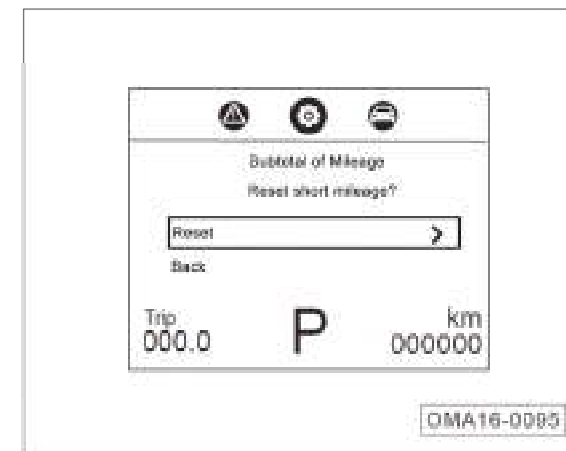 Subtotal of Mileage
Reset short mileage?
Reset
Back
Trip
km
000.0
P
000000
OMA16-0095